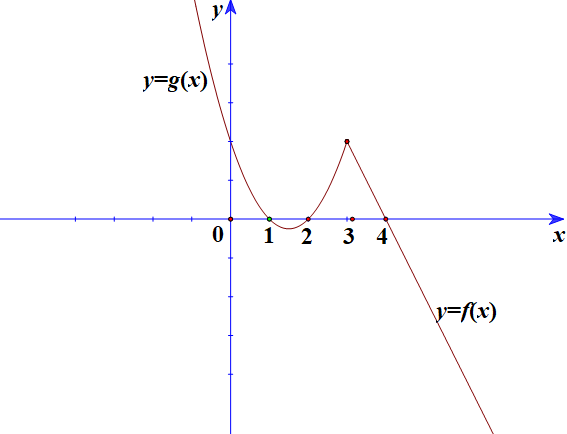 y
y=g(x)
0 1 2 3 4 x
y=f(x)